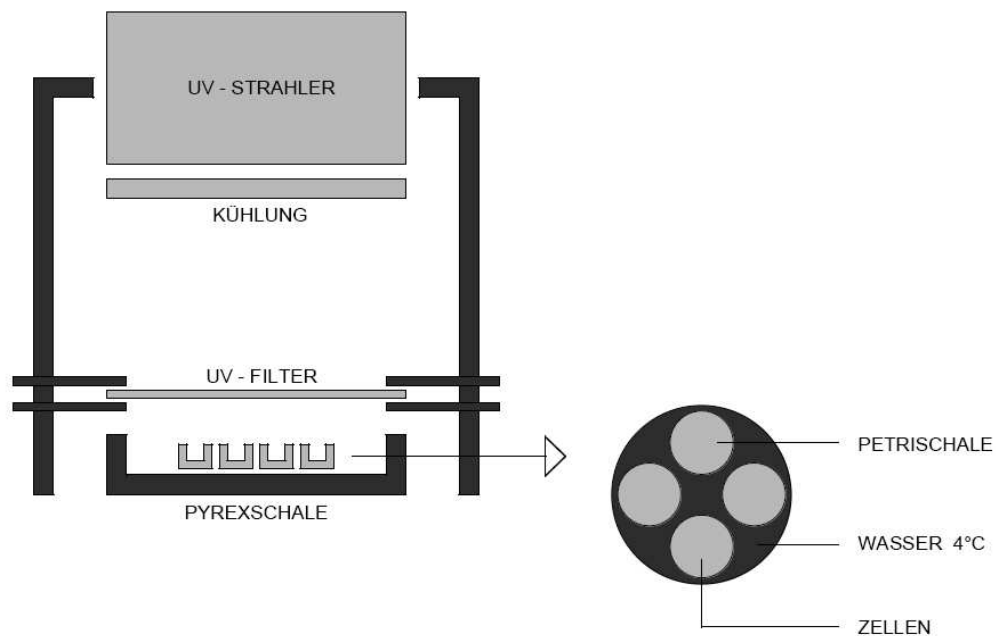 UV - STRAHLER
KÜHLUNG
UV - FILTER
PYREXSCHALE
PETRISCHALE
WASSER 4°C
ZELLEN